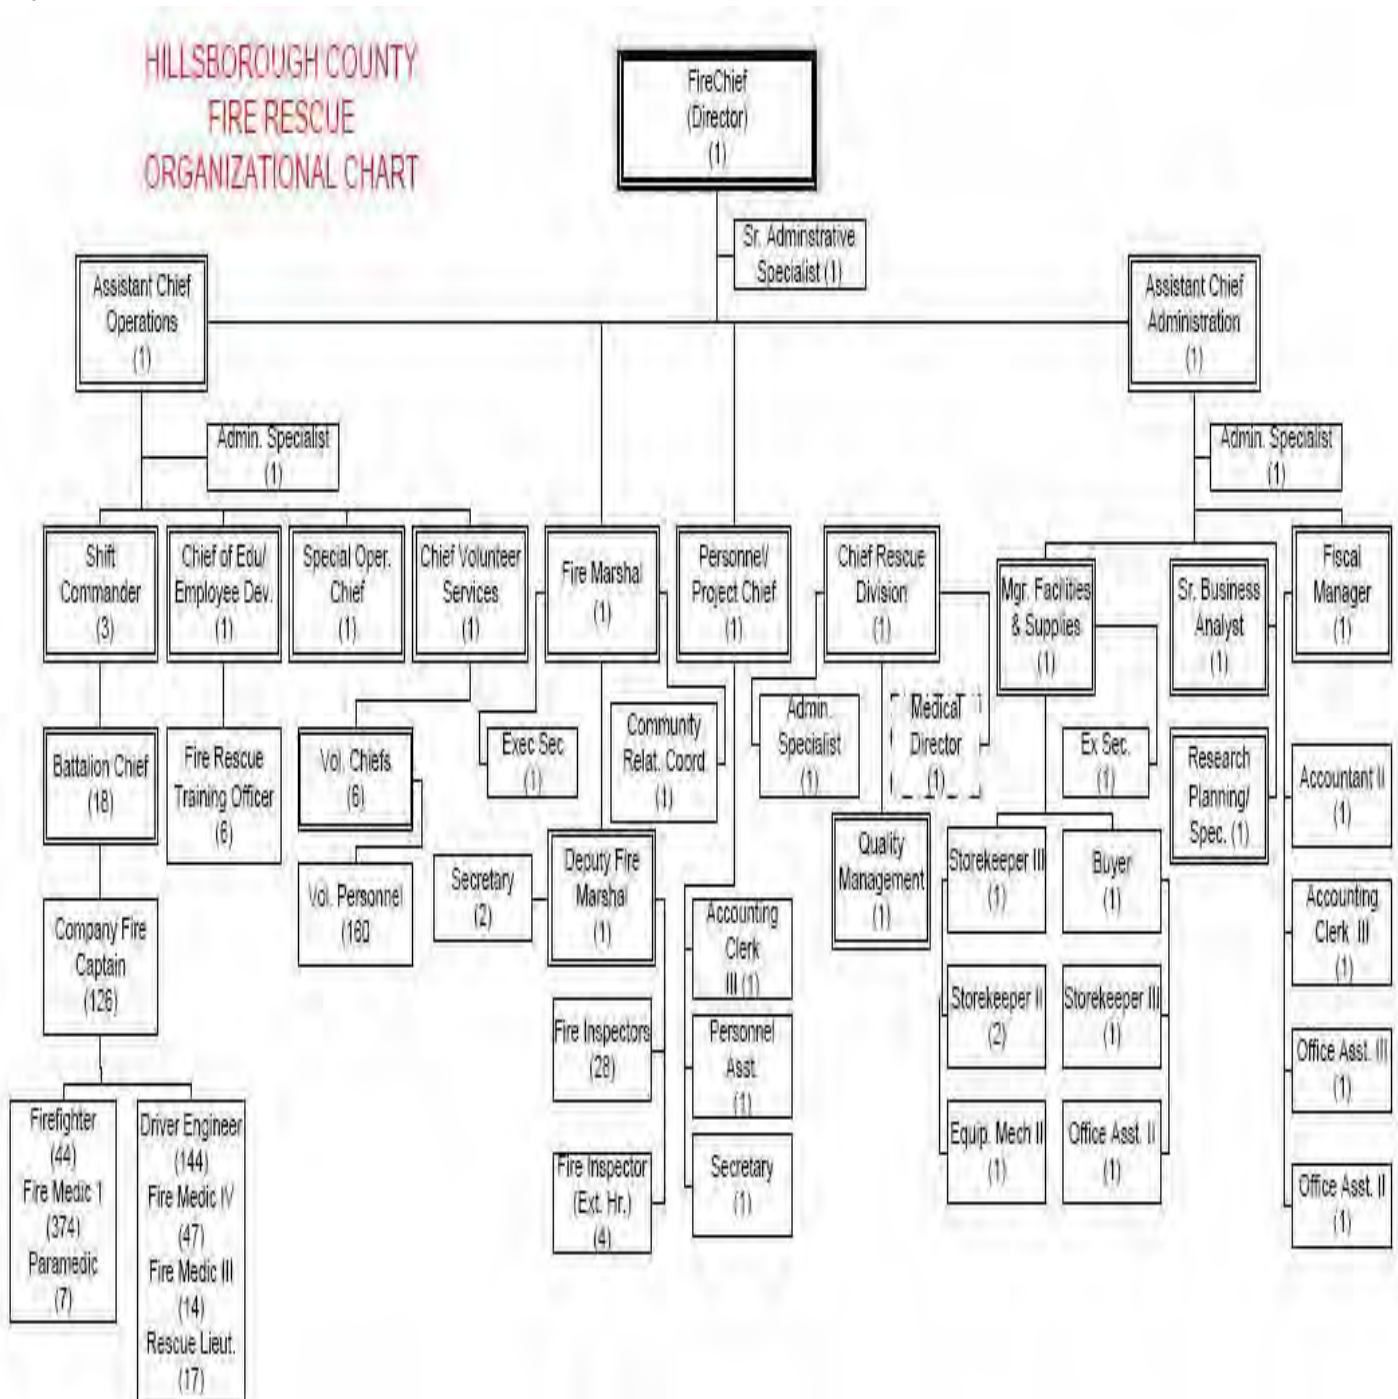 HILLSBOROUGH COUNTY
FIRE RESCUE
ORGANIZATIONAL CHART
FireChief
(Director)
(1)
Sr. Adminstrative
Specialist (1)
Assistant Chief
Operations
(1)
Assistant Chief
Administration
(1)
Admin. Specialist
(1)
Admin. Specialist
(1)
Shift
Commander
(3)
Chief of Edu/
Employee Dev.
(1)
Special Oper.
Chief
(1)
Chief Volunteer
Services
(1)
Fire Marshal
(1)
Personnel/
Project Chief
(1)
Chief Rescue
Division
(1)
Mgr. Facilities
& Supplies
(1)
Sr. Business
Analyst
(1)
Fiscal
Manager
(1)
Battalion Chief
(18)
Fire Rescue
Training Officer
(6)
Vol. Chiefs
(6)
Exec Sec
(1)
Community
Relat. Coord.
(1)
Admin.
Specialist
(1)
Medical
Director
(1)
Ex Sec.
(1)
Research
Planning/
Spec. (1)
Accountant II
(1)
Vol. Personnel
(160
Secretary
(2)
Deputy Fire
Marshal
(1)
Quality
Management
(1)
Storekeeper III
(1)
Buyer
(1)
Company Fire
Captain
(126)
Accounting
Clerk
III (1)
Accounting
Clerk III
(1)
Fire Inspectors
(28)
Personnel
Asst.
(1)
Storekeeper II
(2)
Storekeeper III
(1)
Office Asst. III
(1)
Firefighter
(44)
Fire Medic 1
(374)
Paramedic
(7)
Driver Engineer
(144)
Fire Medic IV
(47)
Fire Medic III
(14)
Rescue Lieut.
(17)
Fire Inspector
(Ext. Hr.)
(4)
Secretary
(1)
Equip. Mech II
(1)
Office Asst. II
(1)
Office Asst. II
(1)